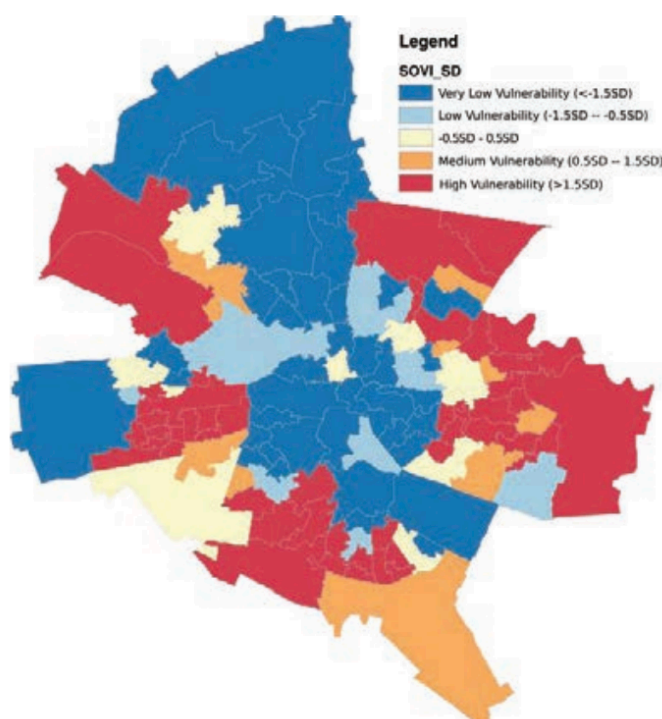 Legend
SOVI_SD
Very Low Vulnerability (<-1.5SD)
Low Vulnerability (-1.5SD -- -0.5SD)
-0.5SD - 0.5SD
Medium Vulnerability (0.5SD -- 1.5SD)
High Vulnerability (>1.5SD)